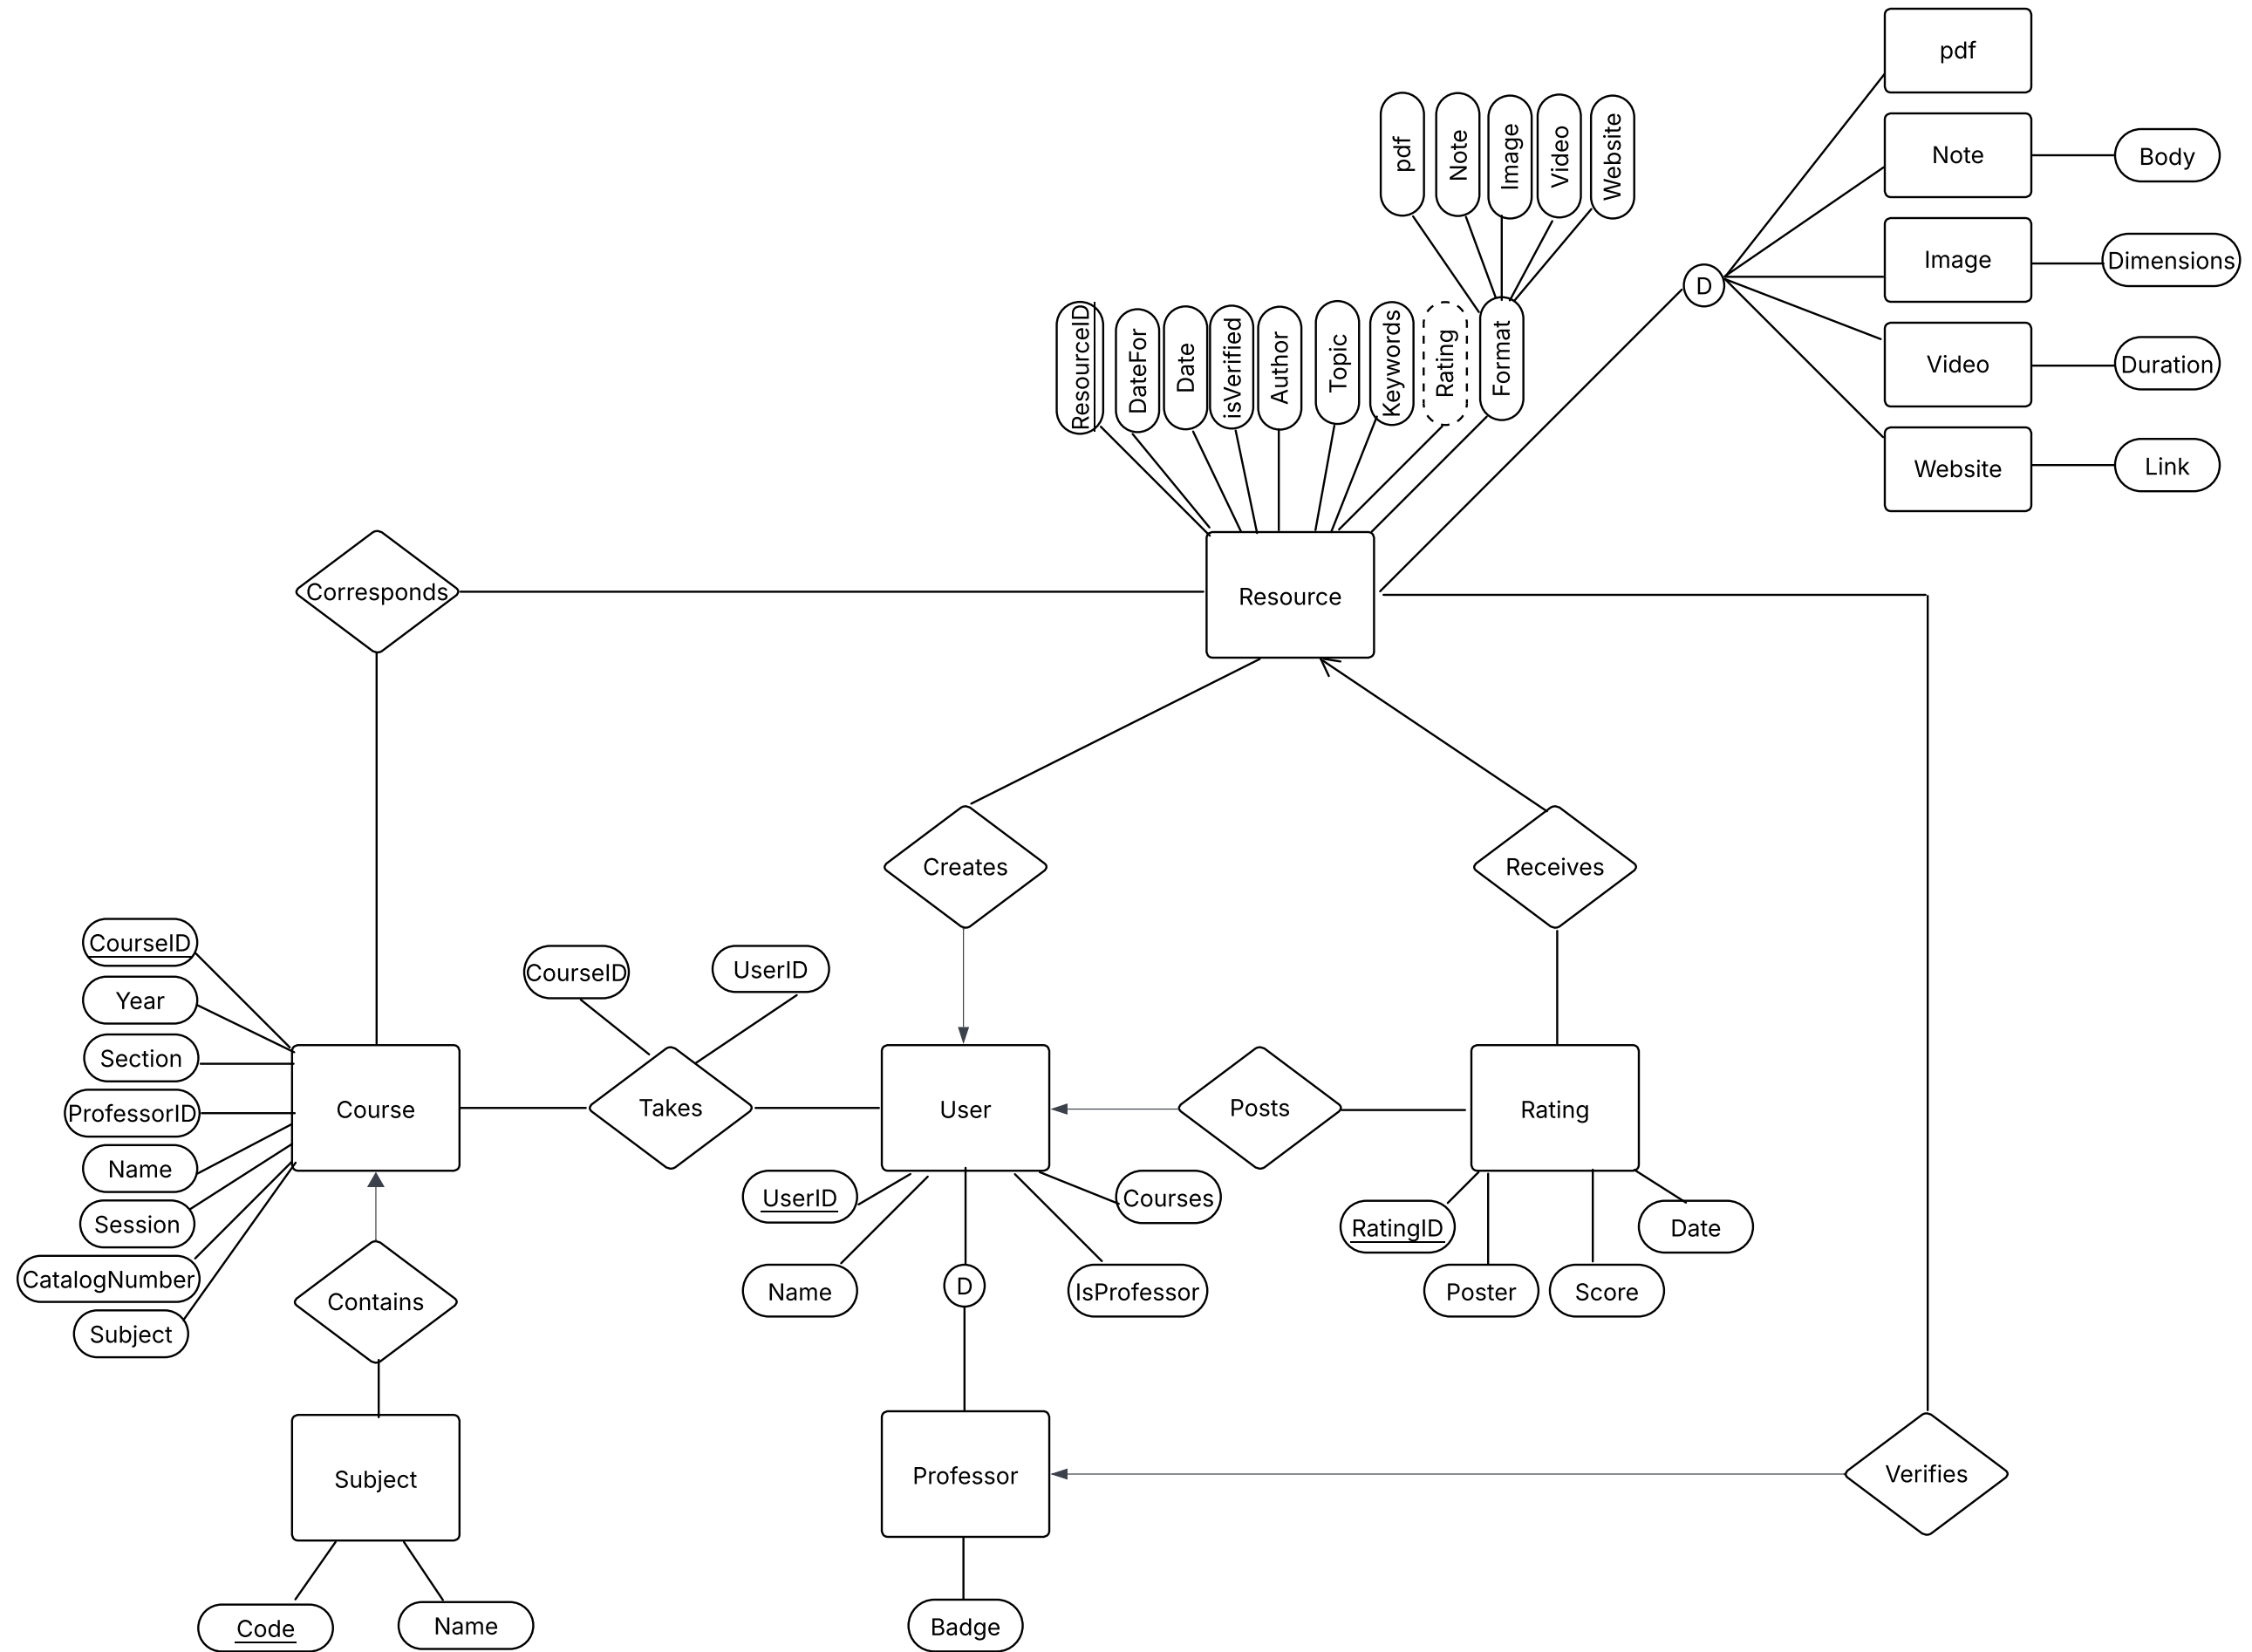 pdf
Note
Body
Image
Dimensions
Video
Duration
Website
Link
D
pdf
Note
Image
Video
Website
ResourceID
DateFor
Date
isVerified
Author
Topic
Keywords
Rating
Format
Corresponds
Resource
Creates
Receives
CourseID
Year
Section
ProfessorID
Name
Session
CatalogNumber
Subject
Course
CourseID
UserID
Takes
User
Posts
Rating
UserID
Courses
Name
D
IsProfessor
RatingID
Date
Poster
Score
Contains
Subject
Professor
Verifies
Code
Name
Badge